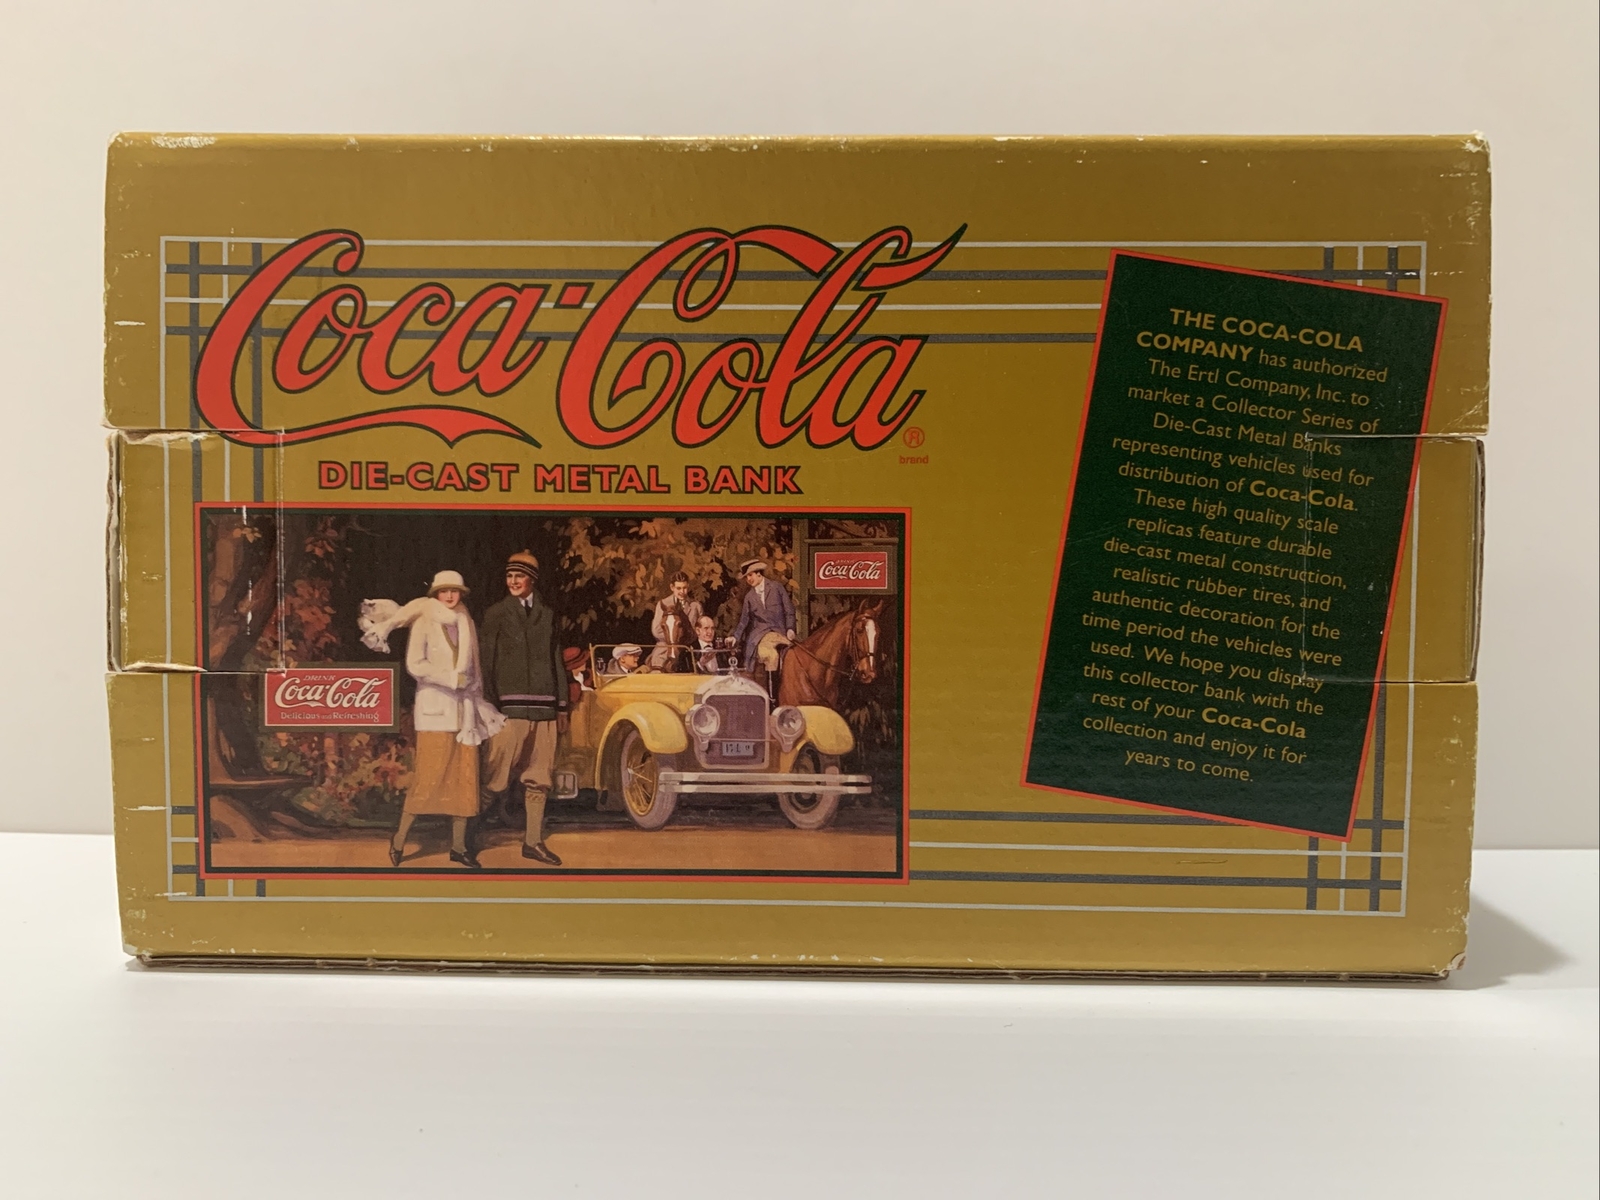 Coca-Cola
®
brand
DIE-CAST METAL BANK
DRINK
Coca-Cola
Delicious and Refreshing
Coca-Cola
THE COCA-COLA
COMPANY has authorized
The Ertl Company, Inc. to
market a Collector Series of
Die-Cast Metal Banks
representing vehicles used for
distribution of Coca-Cola.
These high quality scale
replicas feature durable
die-cast metal construction,
realistic rubber tires, and
authentic decoration for the
time period the vehicles were
used. We hope you display
this collector bank with the
rest of your Coca-Cola
collection and enjoy it for
years to come.